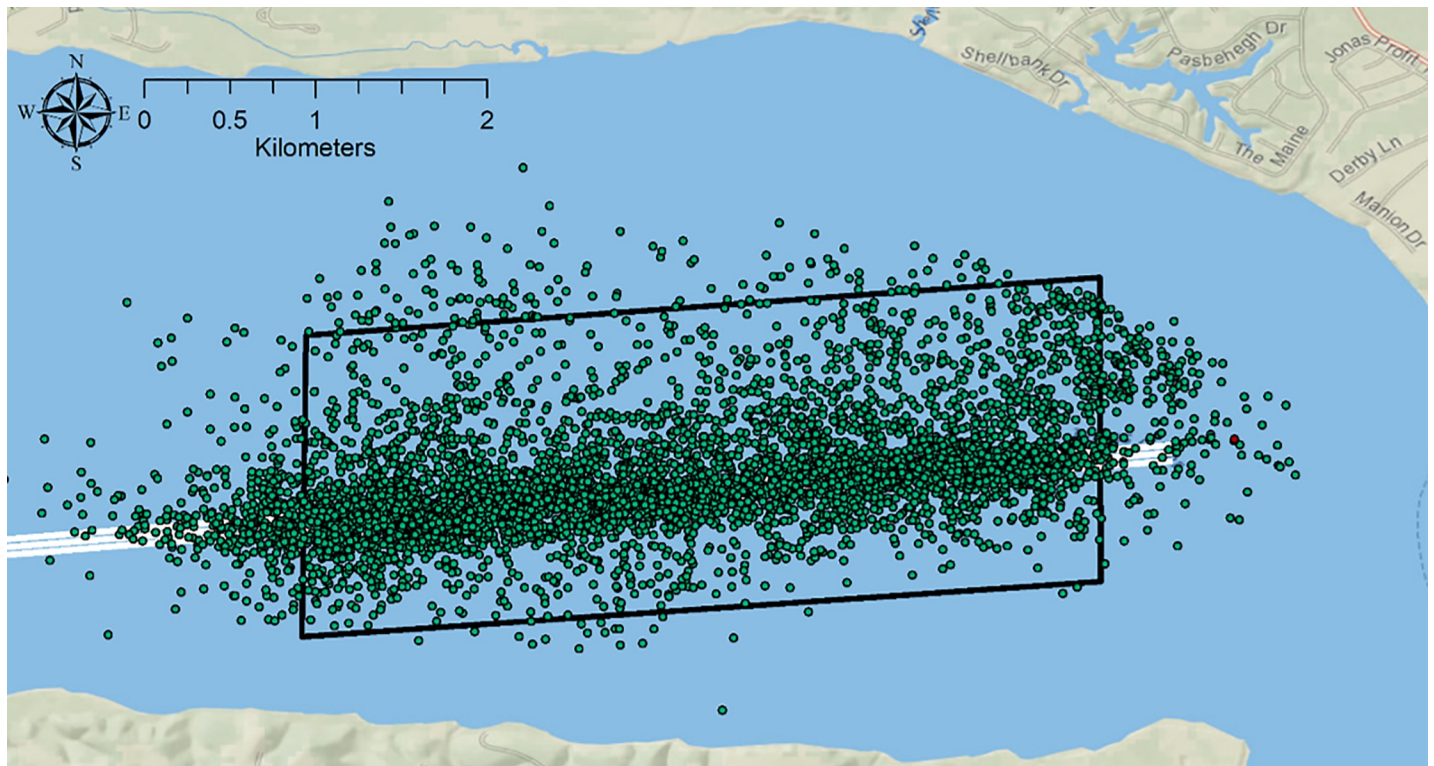 N
W E
S
0 0.5 1 2
Kilometers
Shellbank Dr
Pasbehegh Dr
Jonas Profit
The Maine
Derby Ln
Manion Dr